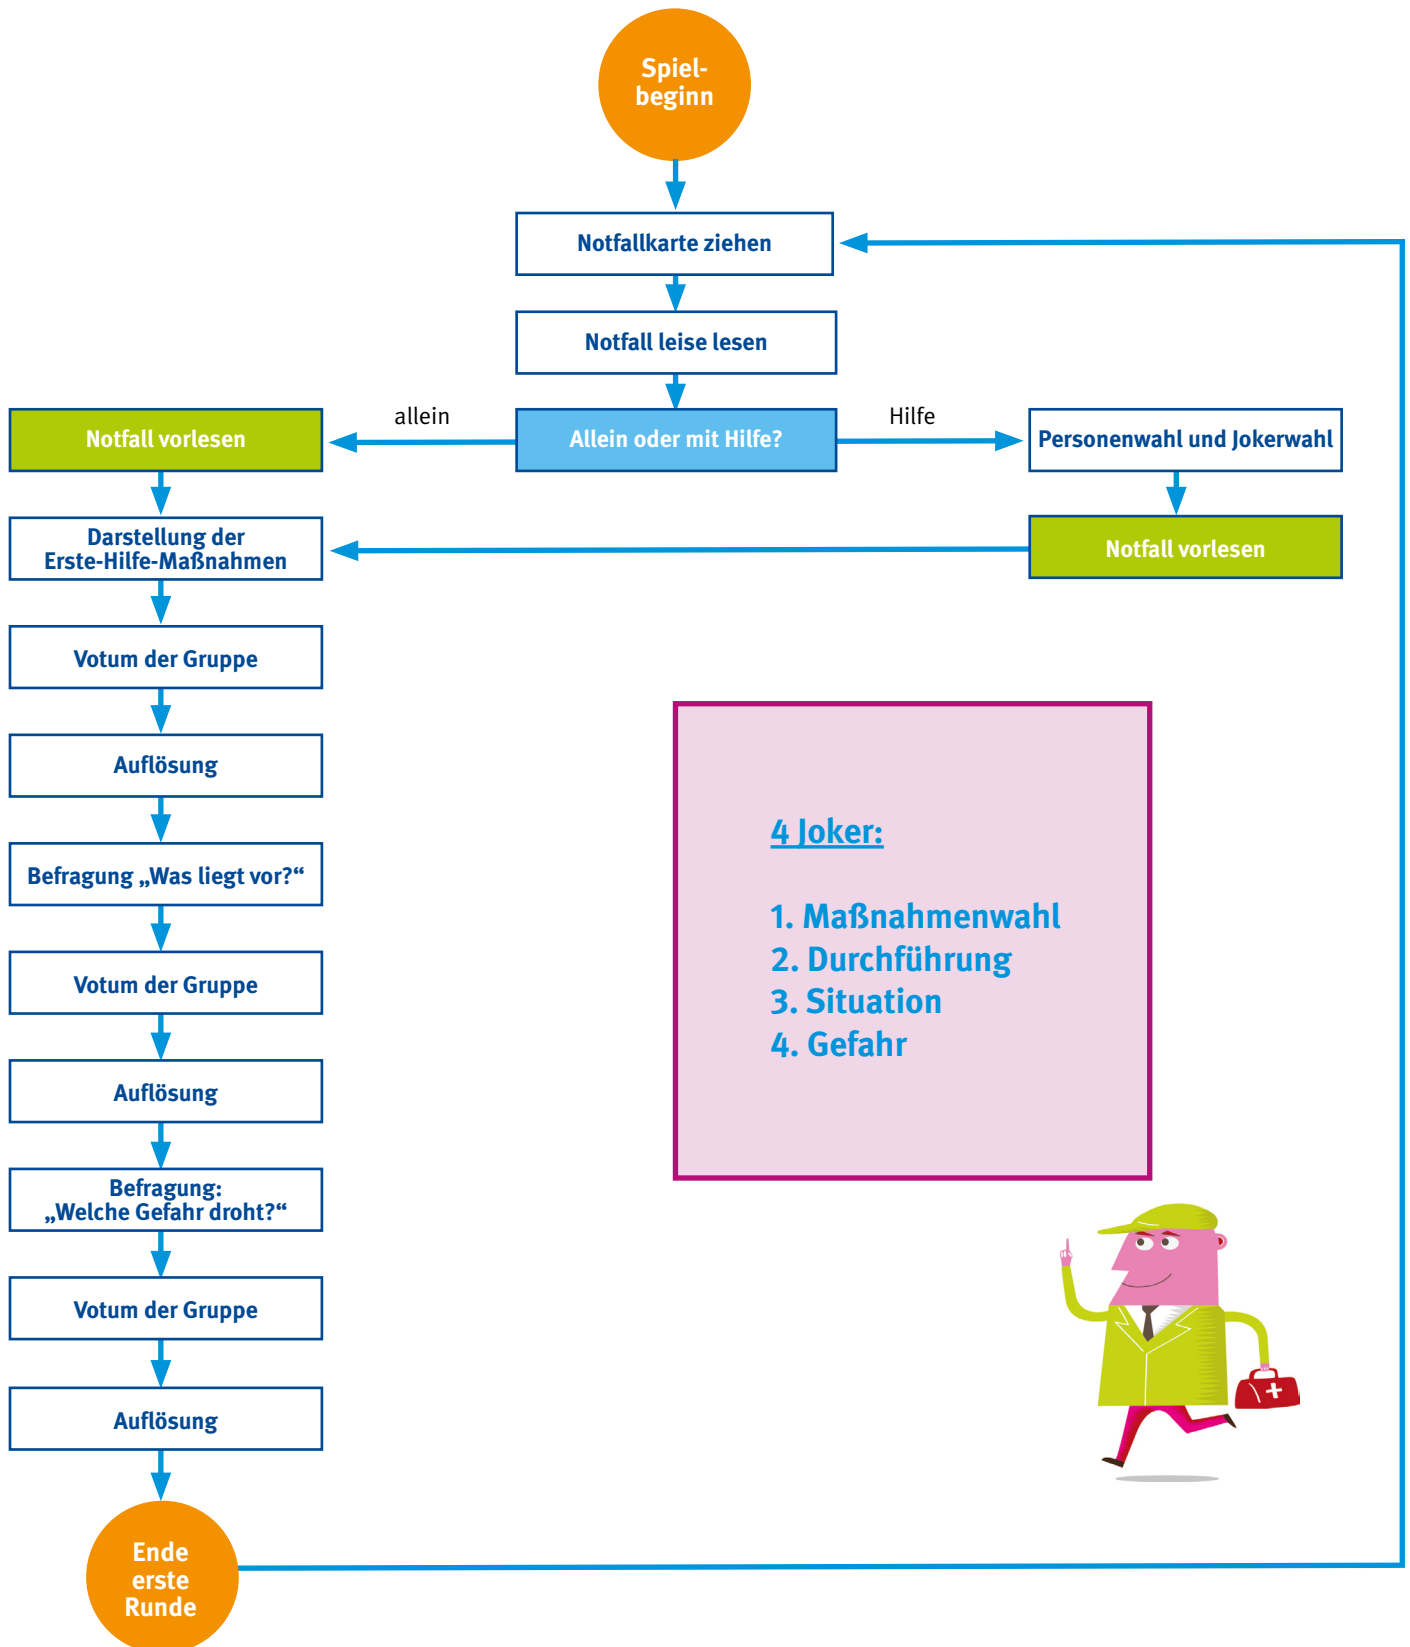 Spiel-
beginn
Notfallkarte ziehen
Notfall leise lesen
allein
Hilfe
Notfall vorlesen
Allein oder mit Hilfe?
Personenwahl und Jokerwahl
Darstellung der
Erste-Hilfe-Maßnahmen
Notfall vorlesen
Votum der Gruppe
Auflösung
Befragung „Was liegt vor?“
Votum der Gruppe
Auflösung
Befragung:
„Welche Gefahr droht?“
Votum der Gruppe
Auflösung
Ende
erste
Runde
4 Joker:
1. Maßnahmenwahl
2. Durchführung
3. Situation
4. Gefahr